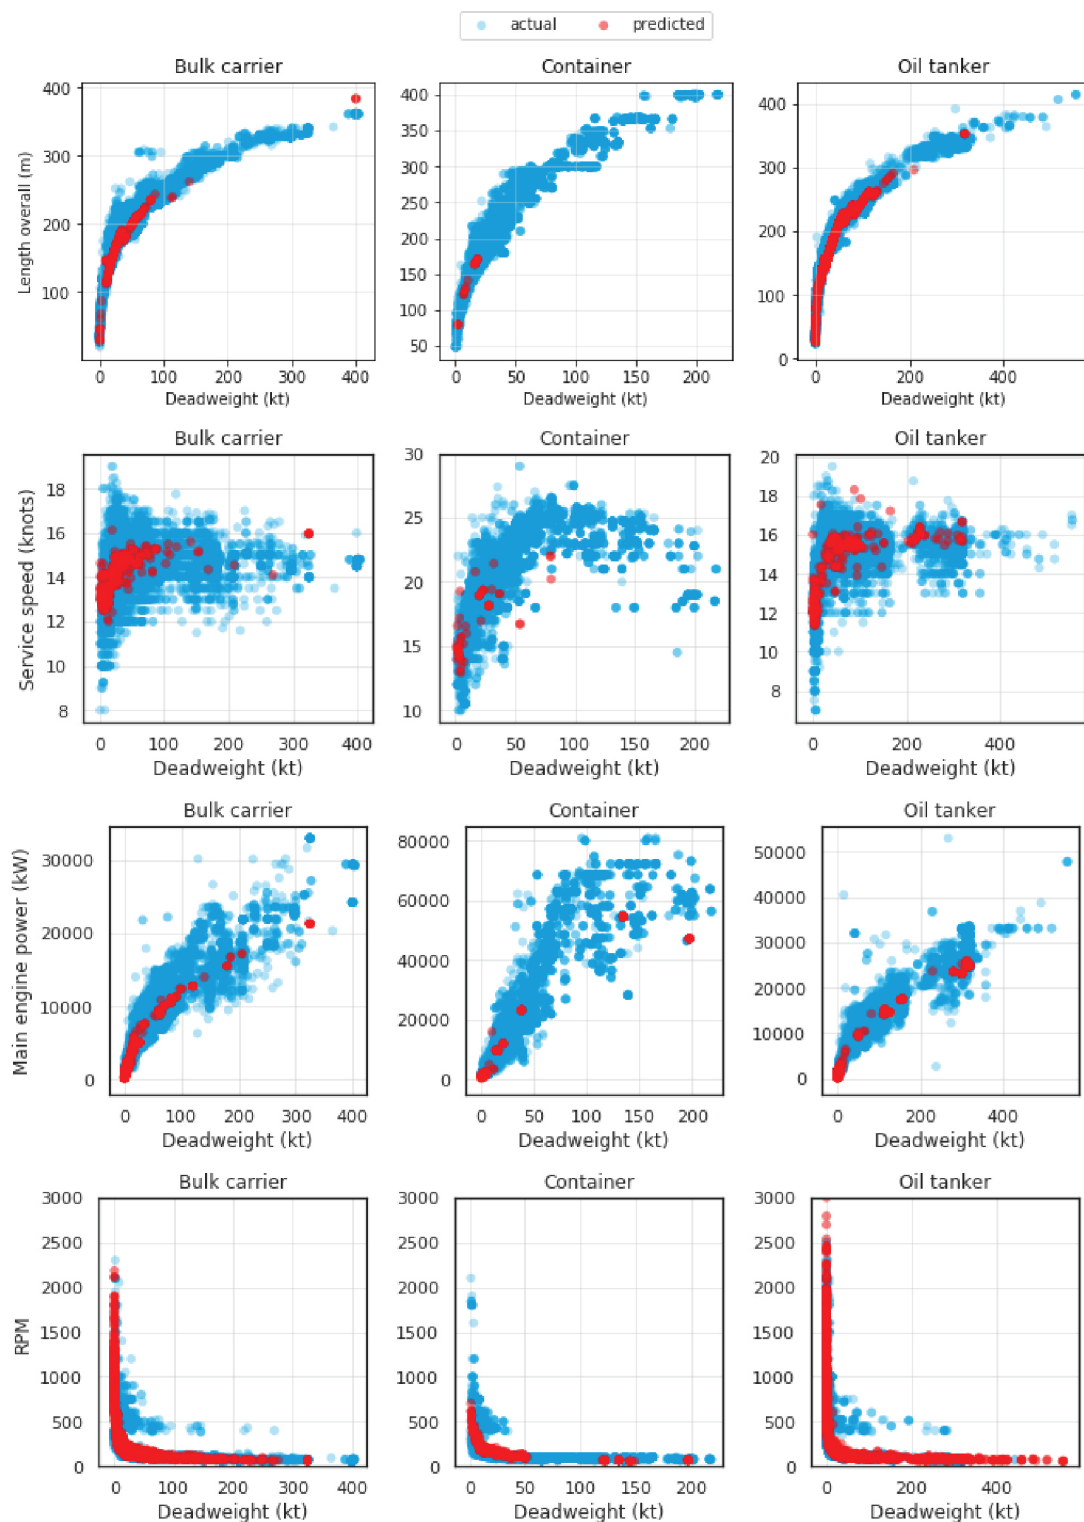 actual predicted
Bulk carrier Container Oil tanker
Length overall (m)
400
300
200
100
400
350
300
250
200
150
100
50
400
300
200
100
0
0 100 200 300 400
0 50 100 150 200
0 200 400
Deadweight (kt) Deadweight (kt) Deadweight (kt)
Bulk carrier Container Oil tanker
Service speed (knots)
18
16
14
12
10
8
30
25
20
15
10
20
18
16
14
12
10
8
0 100 200 300 400
0 50 100 150 200
0 200 400
Deadweight (kt) Deadweight (kt) Deadweight (kt)
Bulk carrier Container Oil tanker
Main engine power (kW)
30000
20000
10000
0
80000
60000
40000
20000
0
50000
40000
30000
20000
10000
0
0 100 200 300 400
0 50 100 150 200
0 200 400
Deadweight (kt) Deadweight (kt) Deadweight (kt)
Bulk carrier Container Oil tanker
RPM
3000
2500
2000
1500
1000
500
0
3000
2500
2000
1500
1000
500
0
3000
2500
2000
1500
1000
500
0
0 100 200 300 400
0 50 100 150 200
0 200 400
Deadweight (kt) Deadweight (kt) Deadweight (kt)